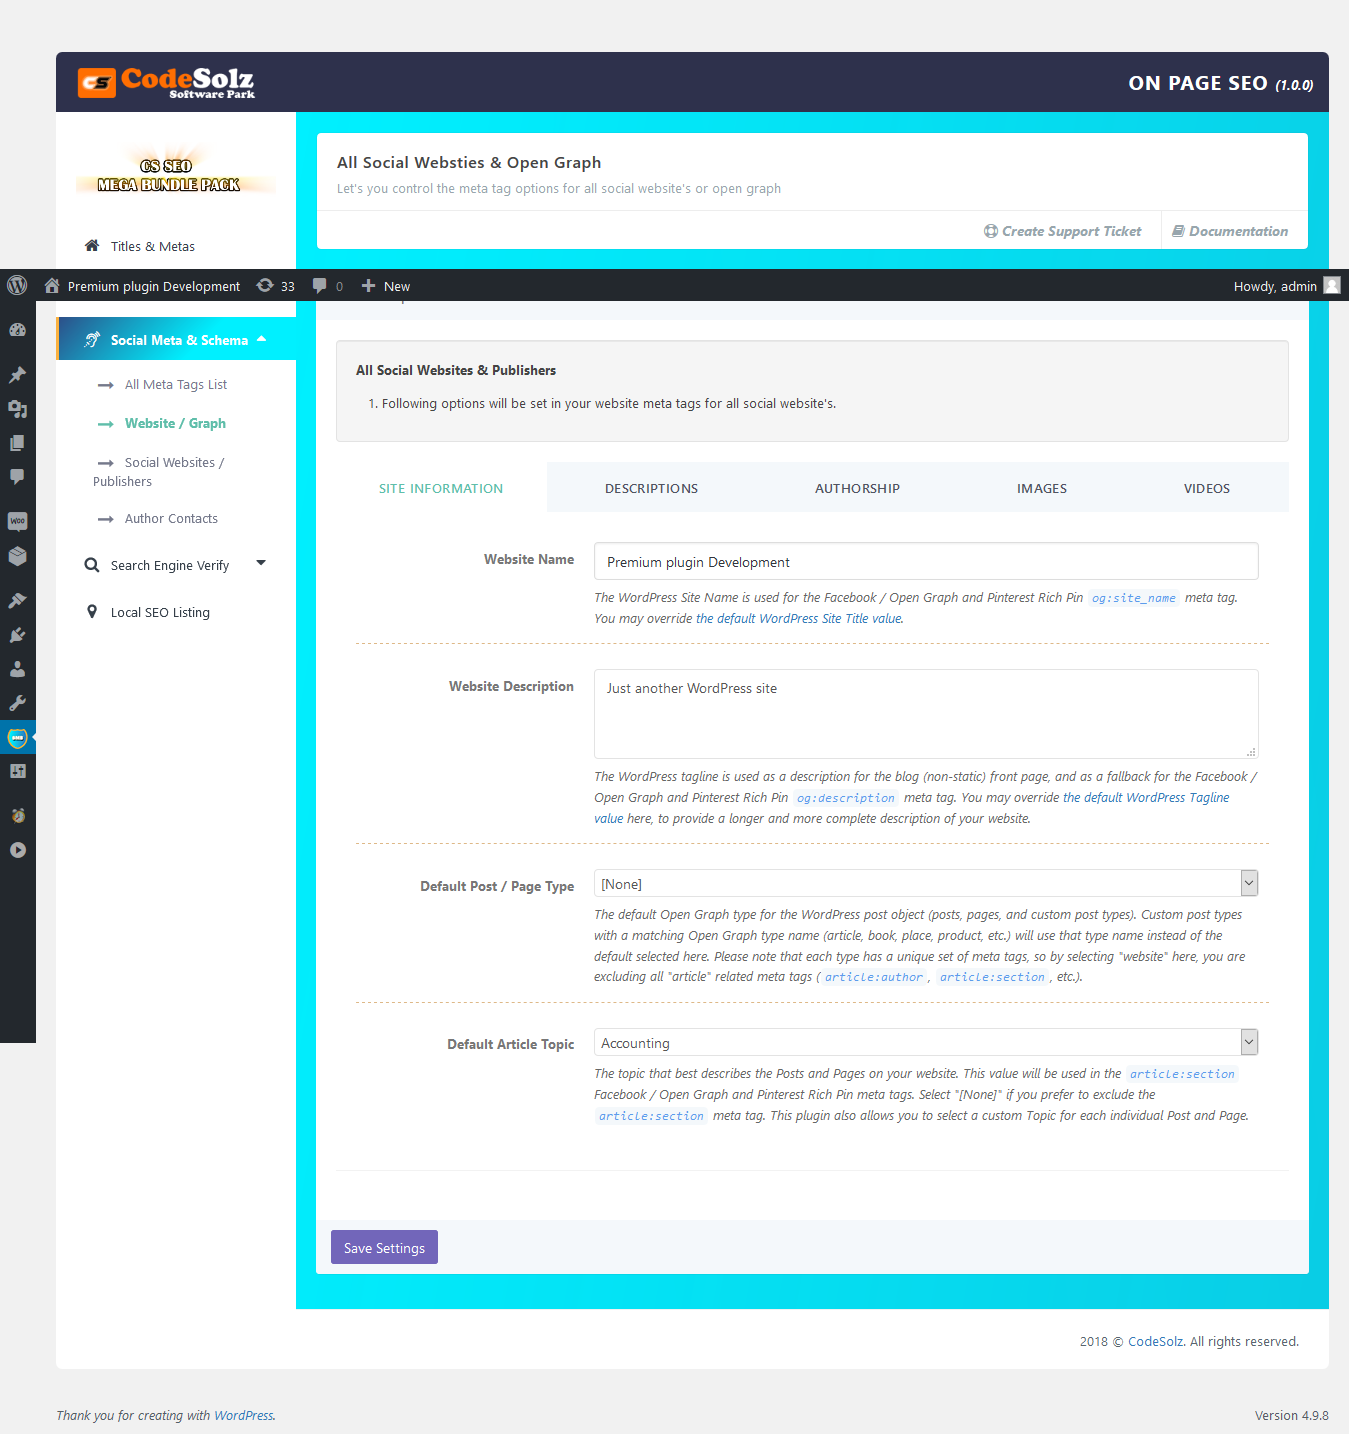 CS CodeSolz
Software Park
ON PAGE SEO (1.0.0)
CS SEO
MEGA BUNDLE PACK
All Social Websties & Open Graph
Let's you control the meta tag options for all social website's or open graph
Create Support Ticket
Documentation
Titles & Metas
Premium plugin Development
33
0
New
Howdy, admin
Social Meta & Schema
All Meta Tags List
Website / Graph
Social Websites /
Publishers
Author Contacts
Search Engine Verify
Local SEO Listing
Woo
All Social Websites & Publishers
1. Following options will be set in your website meta tags for all social website's.
SITE INFORMATION
DESCRIPTIONS
AUTHORSHIP
IMAGES
VIDEOS
Website Name
Premium plugin Development
The WordPress Site Name is used for the Facebook / Open Graph and Pinterest Rich Pin og:site_name meta tag.
You may override the default WordPress Site Title value.
Website Description
Just another WordPress site
The WordPress tagline is used as a description for the blog (non-static) front page, and as a fallback for the Facebook /
Open Graph and Pinterest Rich Pin og:description meta tag. You may override the default WordPress Tagline
value here, to provide a longer and more complete description of your website.
Default Post / Page Type
[None]
The default Open Graph type for the WordPress post object (posts, pages, and custom post types). Custom post types
with a matching Open Graph type name (article, book, place, product, etc.) will use that type name instead of the
default selected here. Please note that each type has a unique set of meta tags, so by selecting "website" here, you are
excluding all "article" related meta tags ( article:author , article:section , etc.).
Default Article Topic
Accounting
The topic that best describes the Posts and Pages on your website. This value will be used in the article:section
Facebook / Open Graph and Pinterest Rich Pin meta tags. Select "[None]" if you prefer to exclude the
article:section meta tag. This plugin also allows you to select a custom Topic for each individual Post and Page.
Save Settings
2018 © CodeSolz. All rights reserved.
Thank you for creating with WordPress.
Version 4.9.8